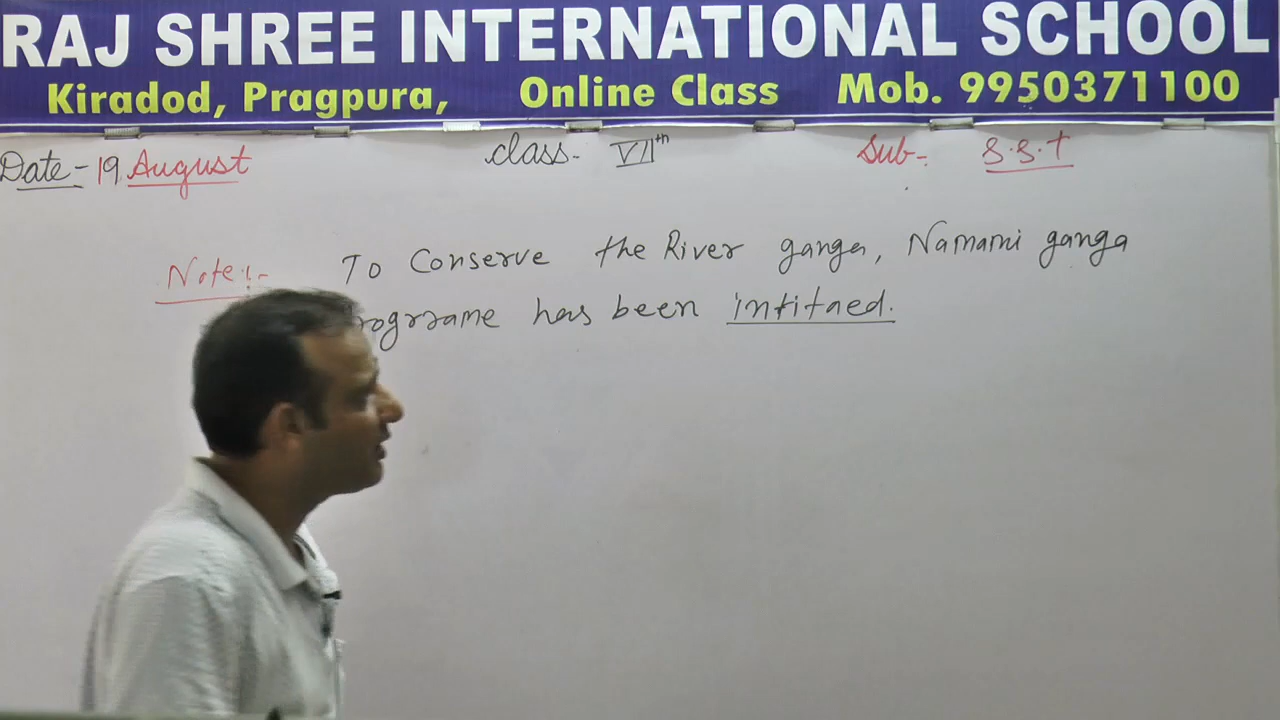 RAJ SHREE INTERNATIONAL SCHOOL
Kiradod, Pragpura, Online Class Mob. 9950371100
Date - 19 August class - VIIth Sub - S.S.T
Note :- To Conserve the River ganga, Namami ganga
rograame has been intitaed.